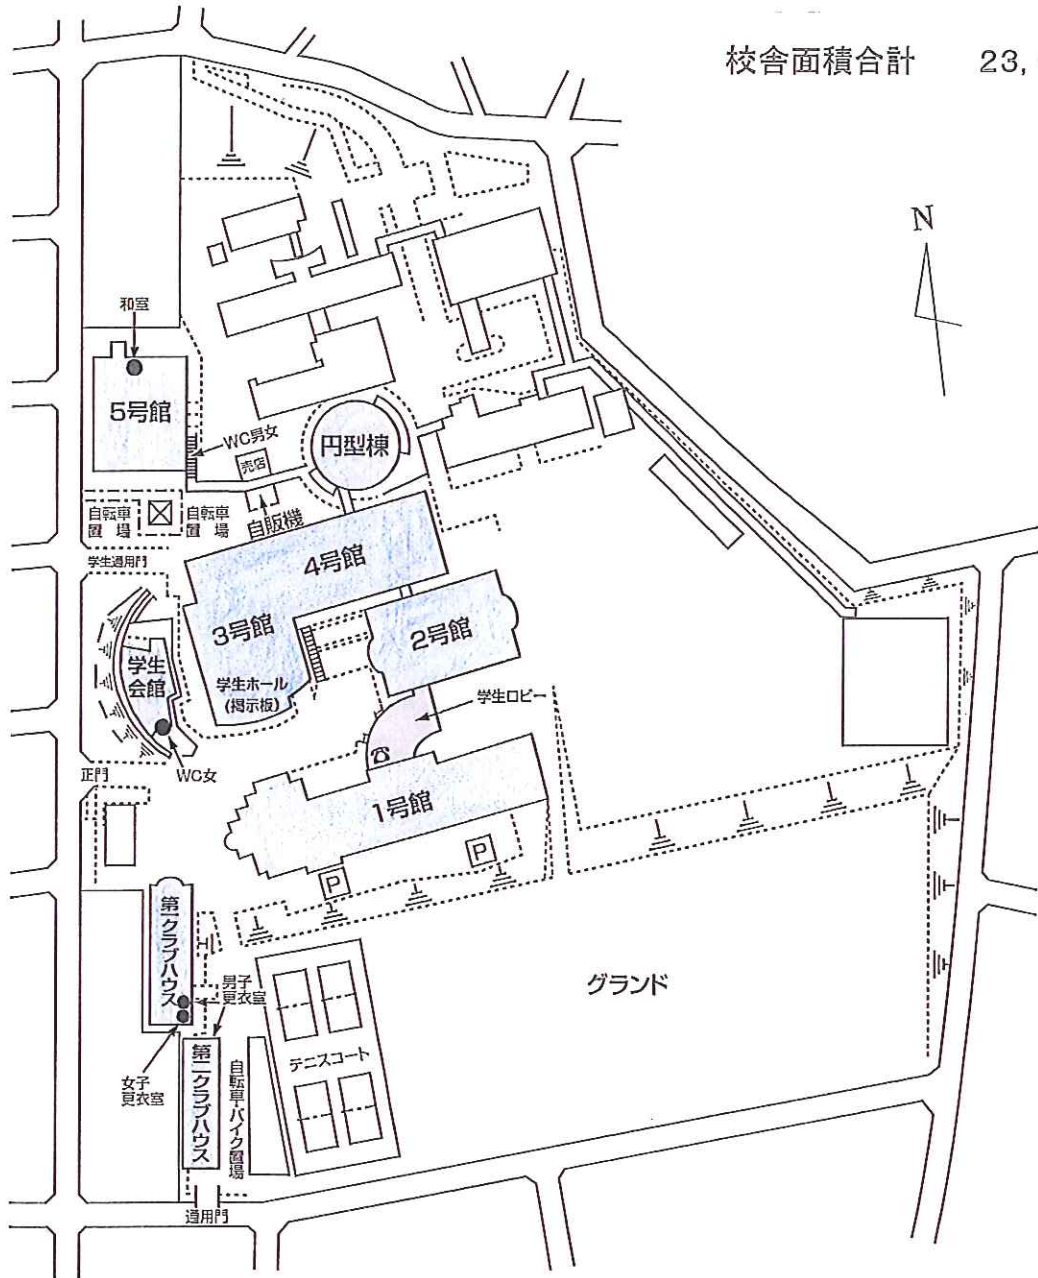 校舎面積合計 23,
N
和室
5号館
WC男女
円型棟
売店
自転車
置場
自転車
置場
自販機
学生通用門
4号館
3号館
2号館
学生ホール
(掲示板)
学生
会館
学生ロビー
正門
WC女
1号館
P
P
第一クラブハウス
男子
更衣室
グランド
テニスコート
女子
更衣室
第二クラブハウス
自転車・バイク置場
通用門